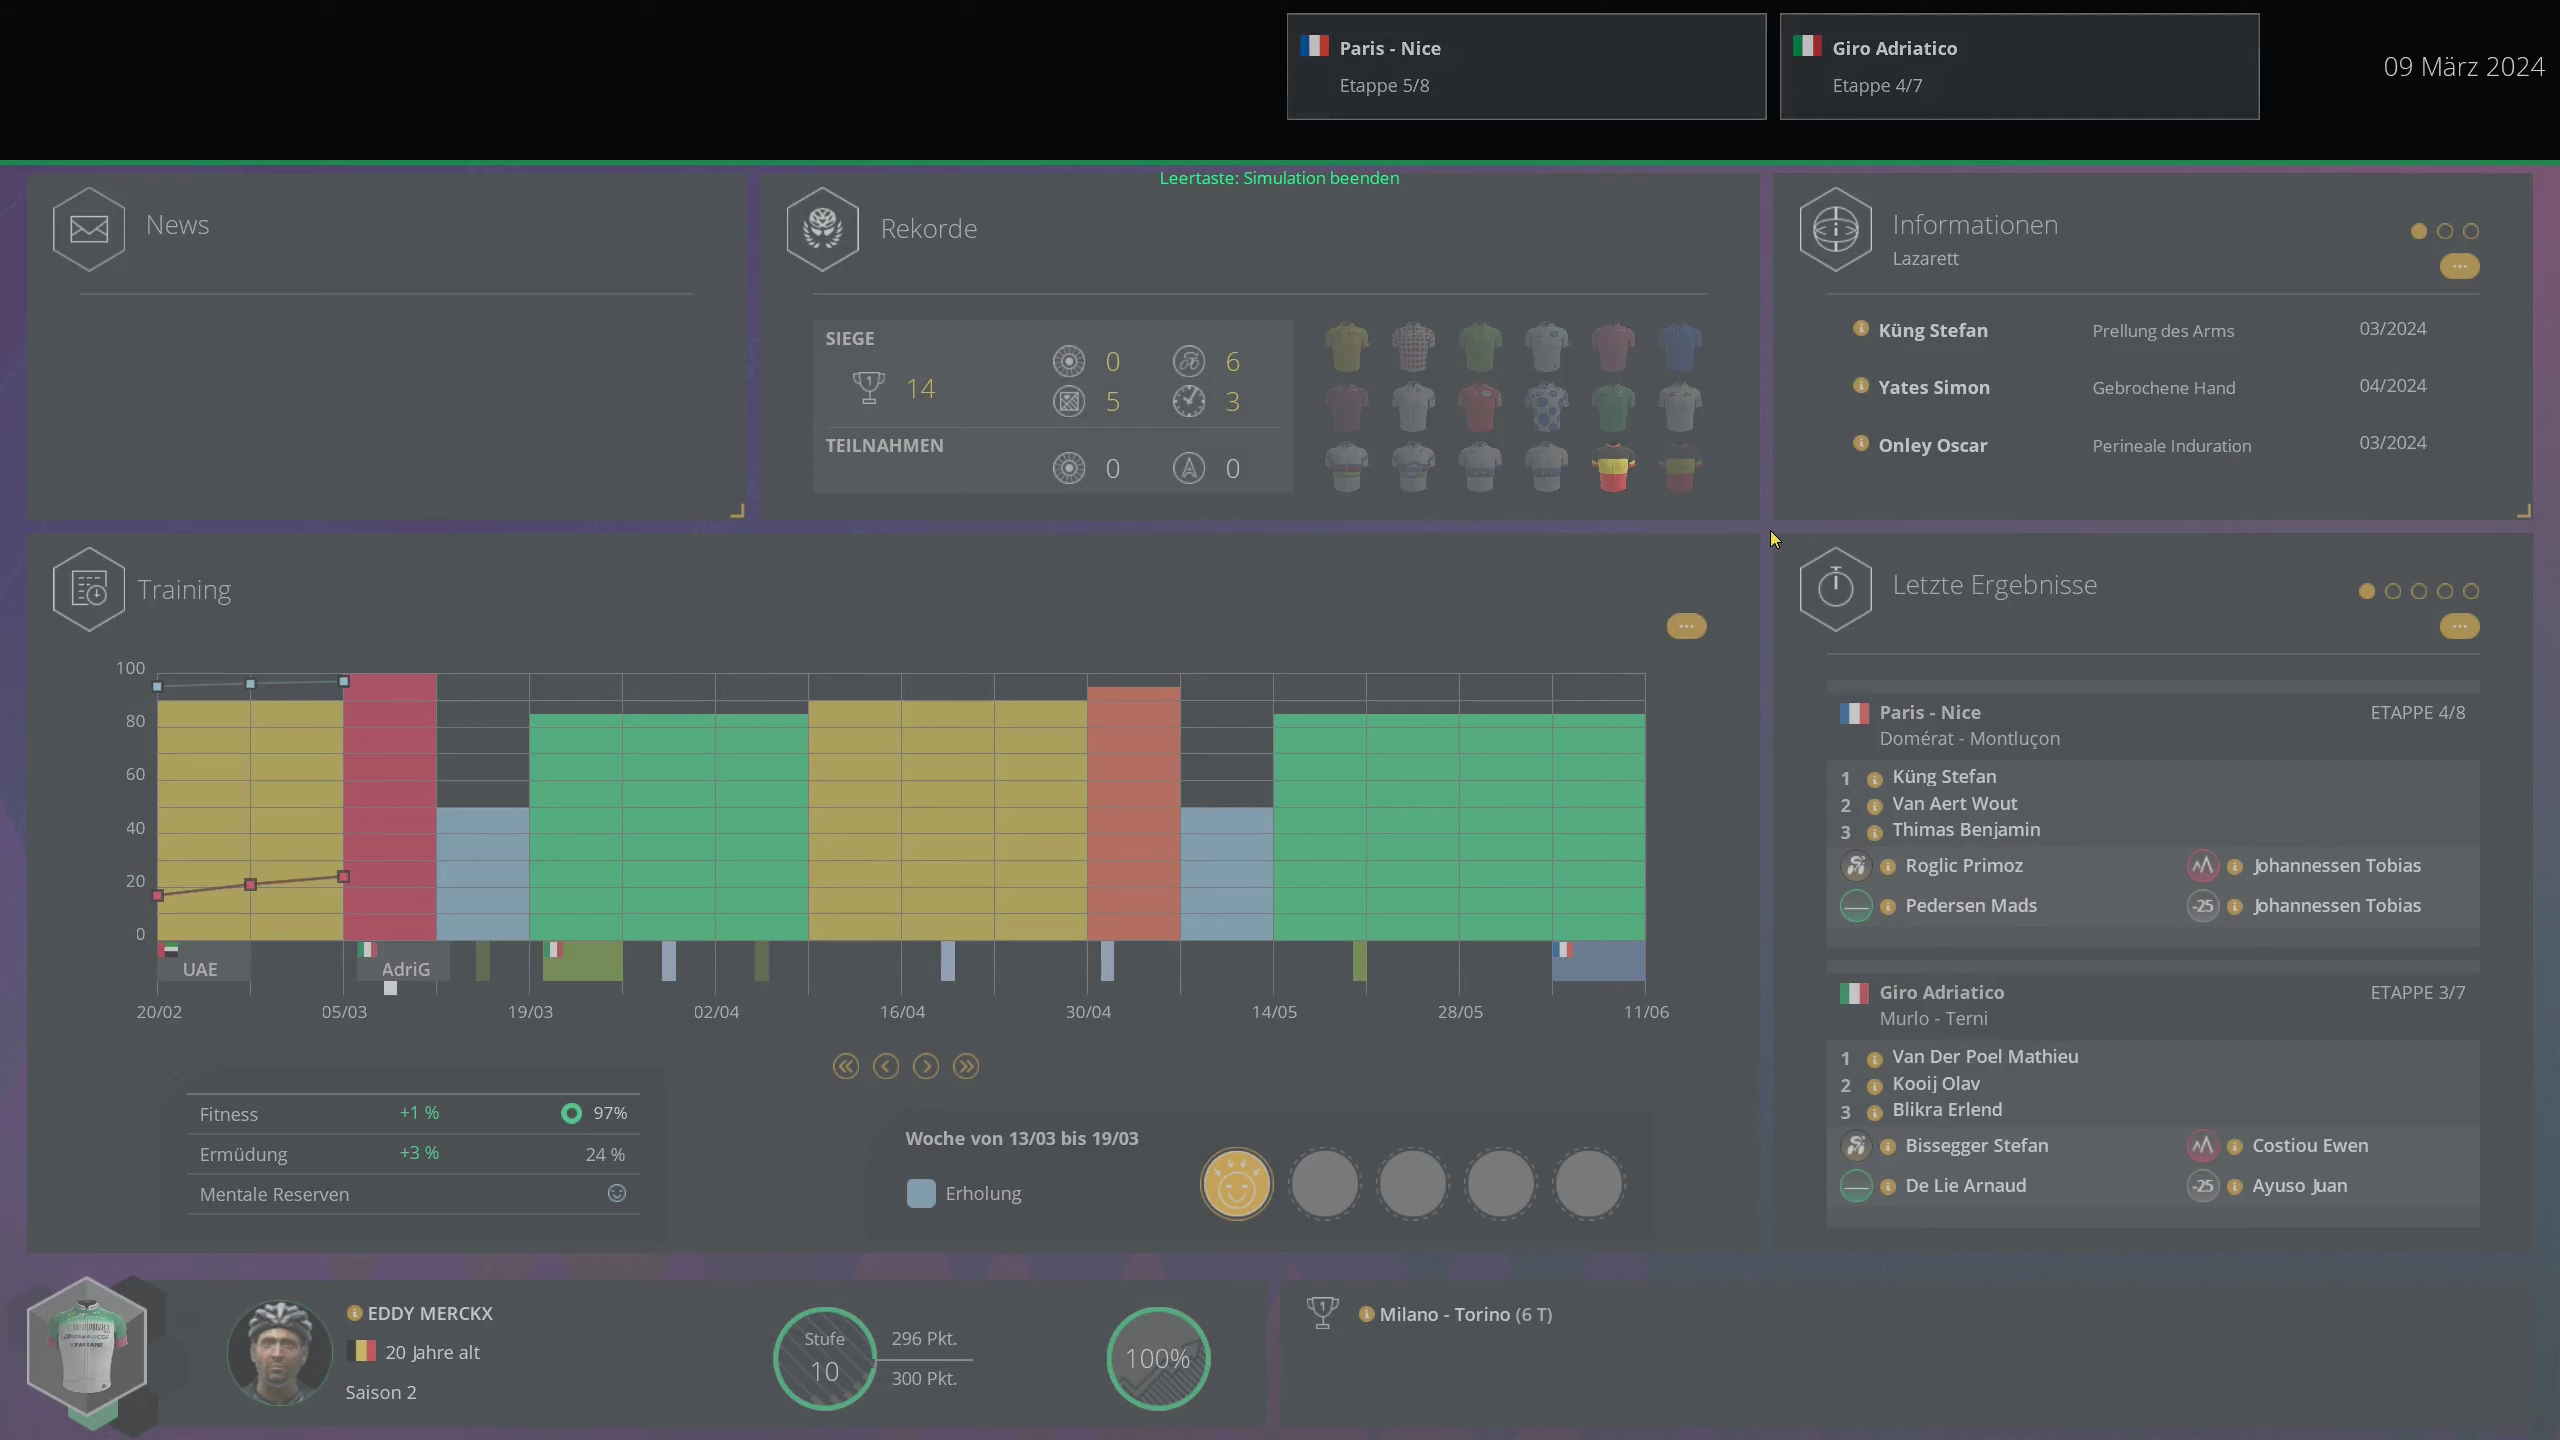 Paris - Nice
Etappe 5/8
Giro Adriatico
Etappe 4/7
09 März 2024
Leertaste: Simulation beenden
News
Rekorde
SIEGE
14
0
6
5
3
TEILNAHMEN
0
0
Informationen
Lazarett
Küng Stefan Prellung des Arms 03/2024
Yates Simon Gebrochene Hand 04/2024
Onley Oscar Perineale Induration 03/2024
Training
100
80
60
40
20
0
UAE
AdriG
20/02 05/03 19/03 02/04 16/04 30/04 14/05 28/05 11/06
Fitness +1 % 97%
Ermüdung +3 % 24 %
Mentale Reserven
Woche von 13/03 bis 19/03
Erholung
Letzte Ergebnisse
Paris - Nice ETAPPE 4/8
Domérat - Montluçon
1 Küng Stefan
2 Van Aert Wout
3 Thimas Benjamin
Roglic Primoz Johannessen Tobias
Pedersen Mads -25 Johannessen Tobias
Giro Adriatico ETAPPE 3/7
Murlo - Terni
1 Van Der Poel Mathieu
2 Kooij Olav
3 Blikra Erlend
Bissegger Stefan Costiou Ewen
De Lie Arnaud -25 Ayuso Juan
EDDY MERCKX
20 Jahre alt
Saison 2
Stufe
10
296 Pkt.
300 Pkt.
100%
1 Milano - Torino (6 T)